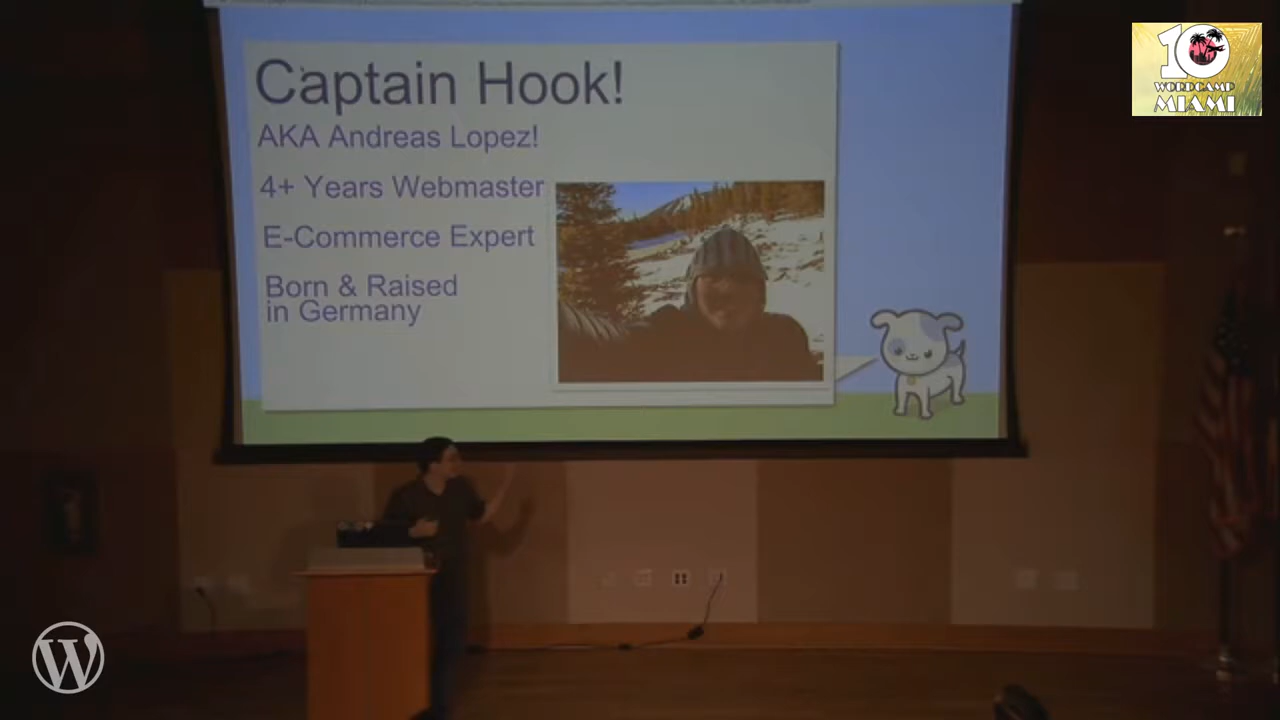 Captain Hook!
AKA Andreas Lopez!
4+ Years Webmaster
E-Commerce Expert
Born & Raised
in Germany
10
WORDCAMP
MIAMI
W